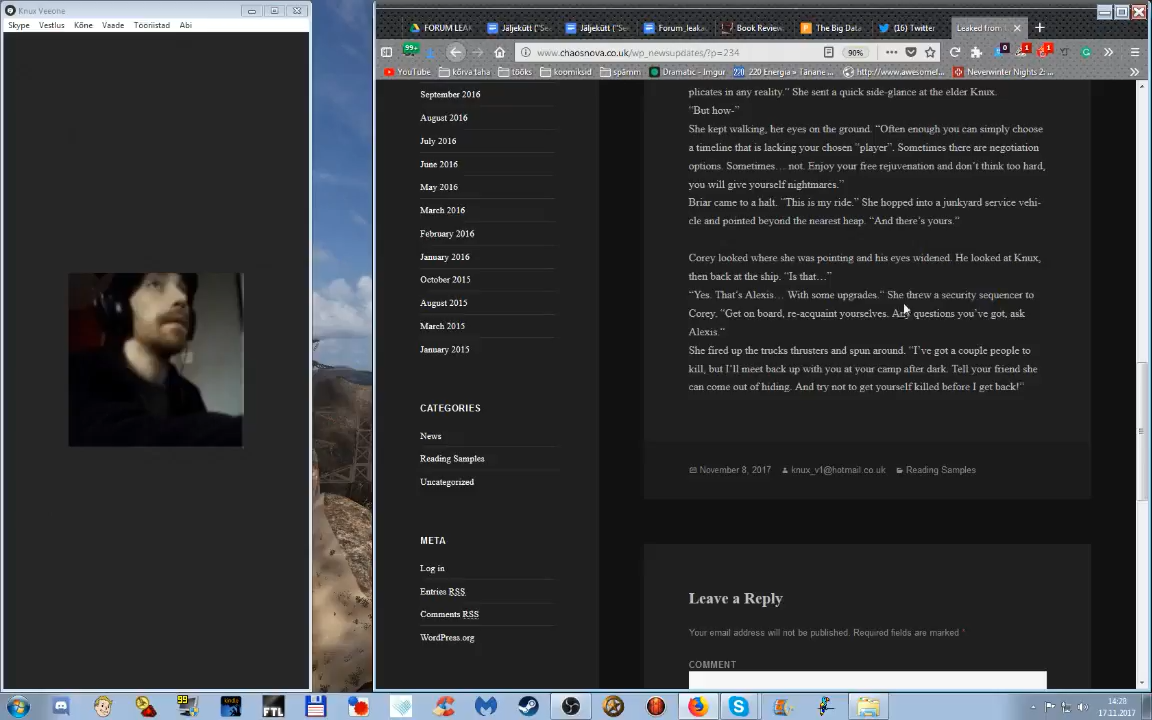 Knux Veeone
Skype Vestlus Kõne Vaade Tööriistad Abi
FORUM LEAK
Jäljekütt ("Se
Jäljekütt ("Se
Forum_leaka
Book Review
The Big Data
(16) Twitter
Leaked from
www.chaosnova.co.uk/wp_newsupdates/?p=234
90%
99+
YouTube kõrva taha tööks koomiksid spämm Dramatic - Imgur 220 Energia » Tänane http://www.awesomef... Neverwinter Nights 2: ...
September 2016
August 2016
July 2016
June 2016
May 2016
March 2016
February 2016
January 2016
October 2015
August 2015
March 2015
January 2015
CATEGORIES
News
Reading Samples
Uncategorized
META
Log in
Entries RSS
Comments RSS
WordPress.org
plicates in any reality.” She sent a quick side-glance at the elder Knux.
“But how-”
She kept walking, her eyes on the ground. “Often enough you can simply choose
a timeline that is lacking your chosen “player”. Sometimes there are negotiation
options. Sometimes… not. Enjoy your free rejuvenation and don’t think too hard,
you will give yourself nightmares.”
Briar came to a halt. “This is my ride.” She hopped into a junkyard service vehi-
cle and pointed beyond the nearest heap. “And there’s yours.”
Corey looked where she was pointing and his eyes widened. He looked at Knux,
then back at the ship. “Is that…”
“Yes. That’s Alexis… With some upgrades.“ She threw a security sequencer to
Corey. “Get on board, re-acquaint yourselves. Any questions you’ve got, ask
Alexis.”
She fired up the trucks thrusters and spun around. “I’ve got a couple people to
kill, but I’ll meet back up with you at your camp after dark. Tell your friend she
can come out of hiding. And try not to get yourself killed before I get back!”
November 8, 2017 knux_v1@hotmail.co.uk Reading Samples
Leave a Reply
Your email address will not be published. Required fields are marked *
COMMENT
FTL
14:28
17.11.2017